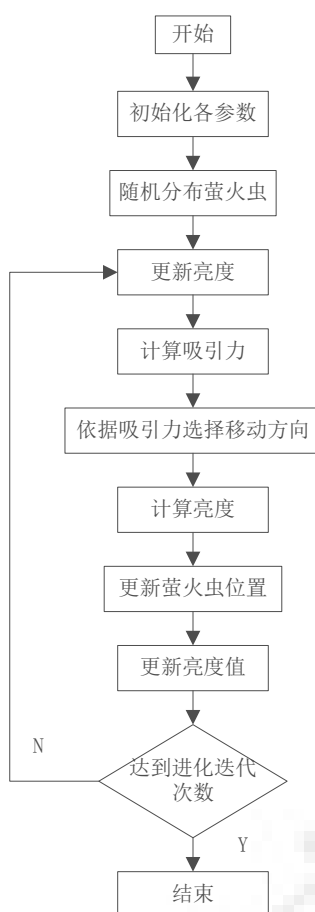 开始
初始化各参数
随机分布萤火虫
更新亮度
计算吸引力
依据吸引力选择移动方向
计算亮度
更新萤火虫位置
更新亮度值
N
达到进化迭代
次数
Y
结束